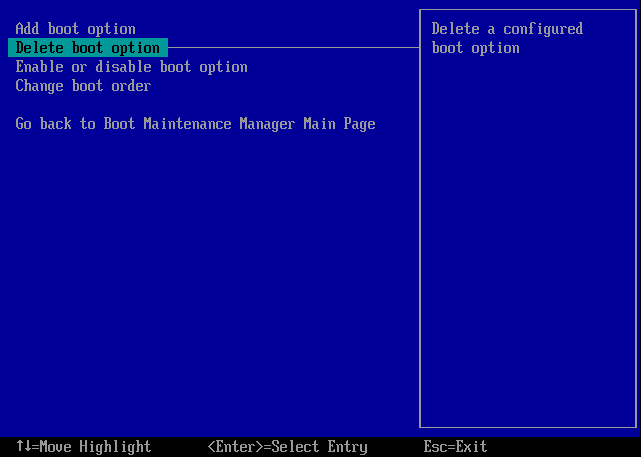 Add boot option
Delete boot option
Enable or disable boot option
Change boot order
Go back to Boot Maintenance Manager Main Page
Delete a configured
boot option
↑↓=Move Highlight <Enter>=Select Entry Esc=Exit